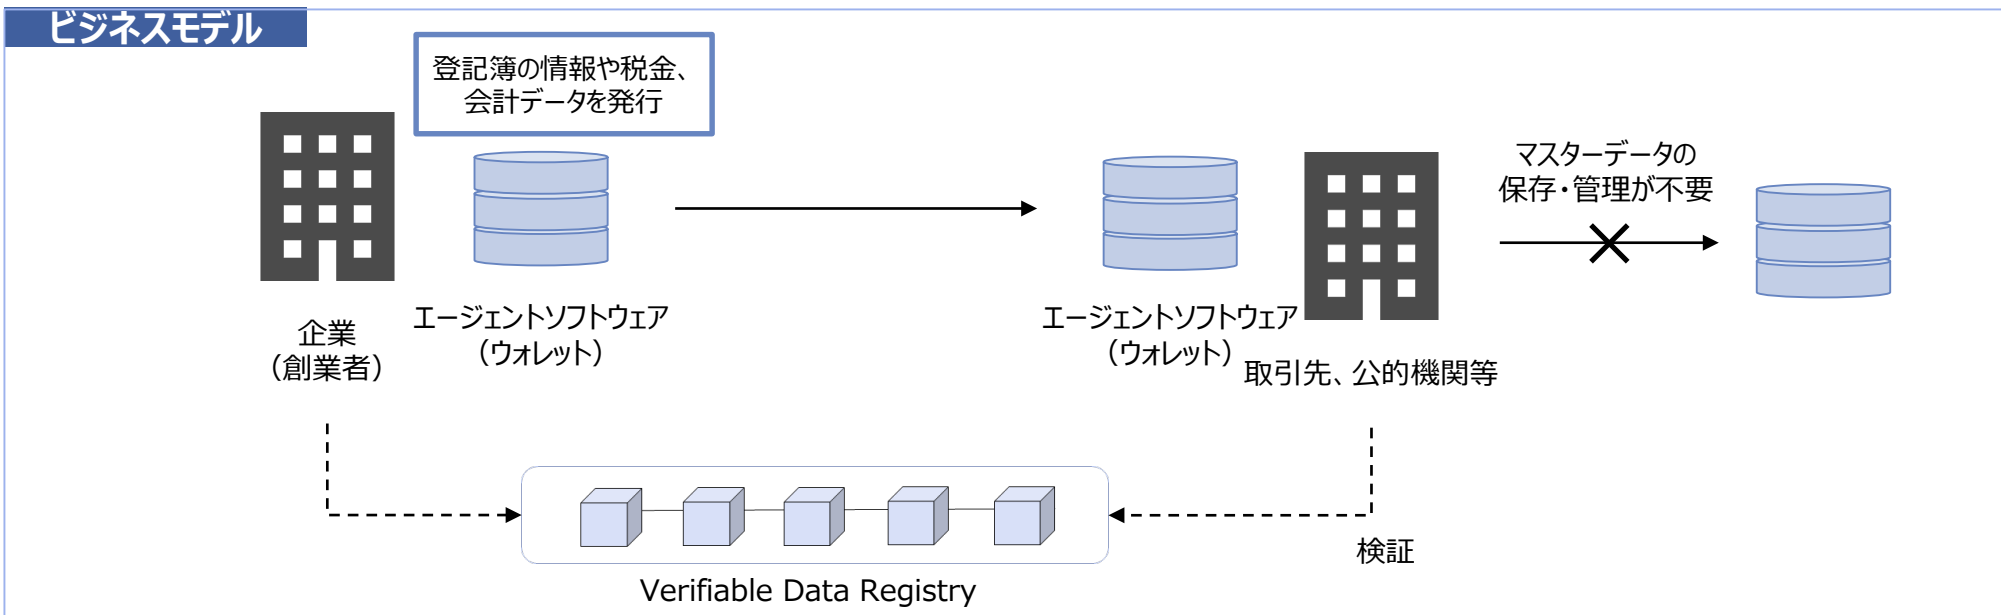 ビジネスモデル
登記簿の情報や税金、
会計データを発行
マスターデータの
保存・管理が不要
企業
（創業者）
エージェントソフトウェア
（ウォレット）
エージェントソフトウェア
（ウォレット）
取引先、公的機関等
検証
Verifiable Data Registry